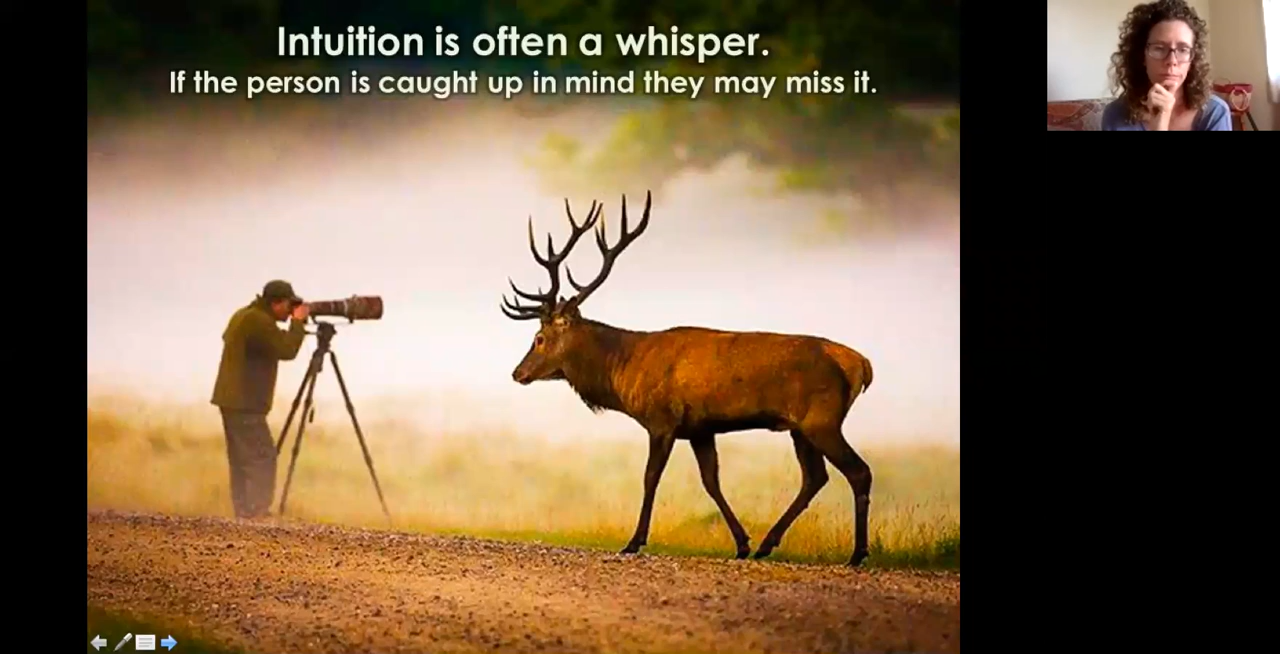 Intuition is often a whisper.
If the person is caught up in mind they may miss it.